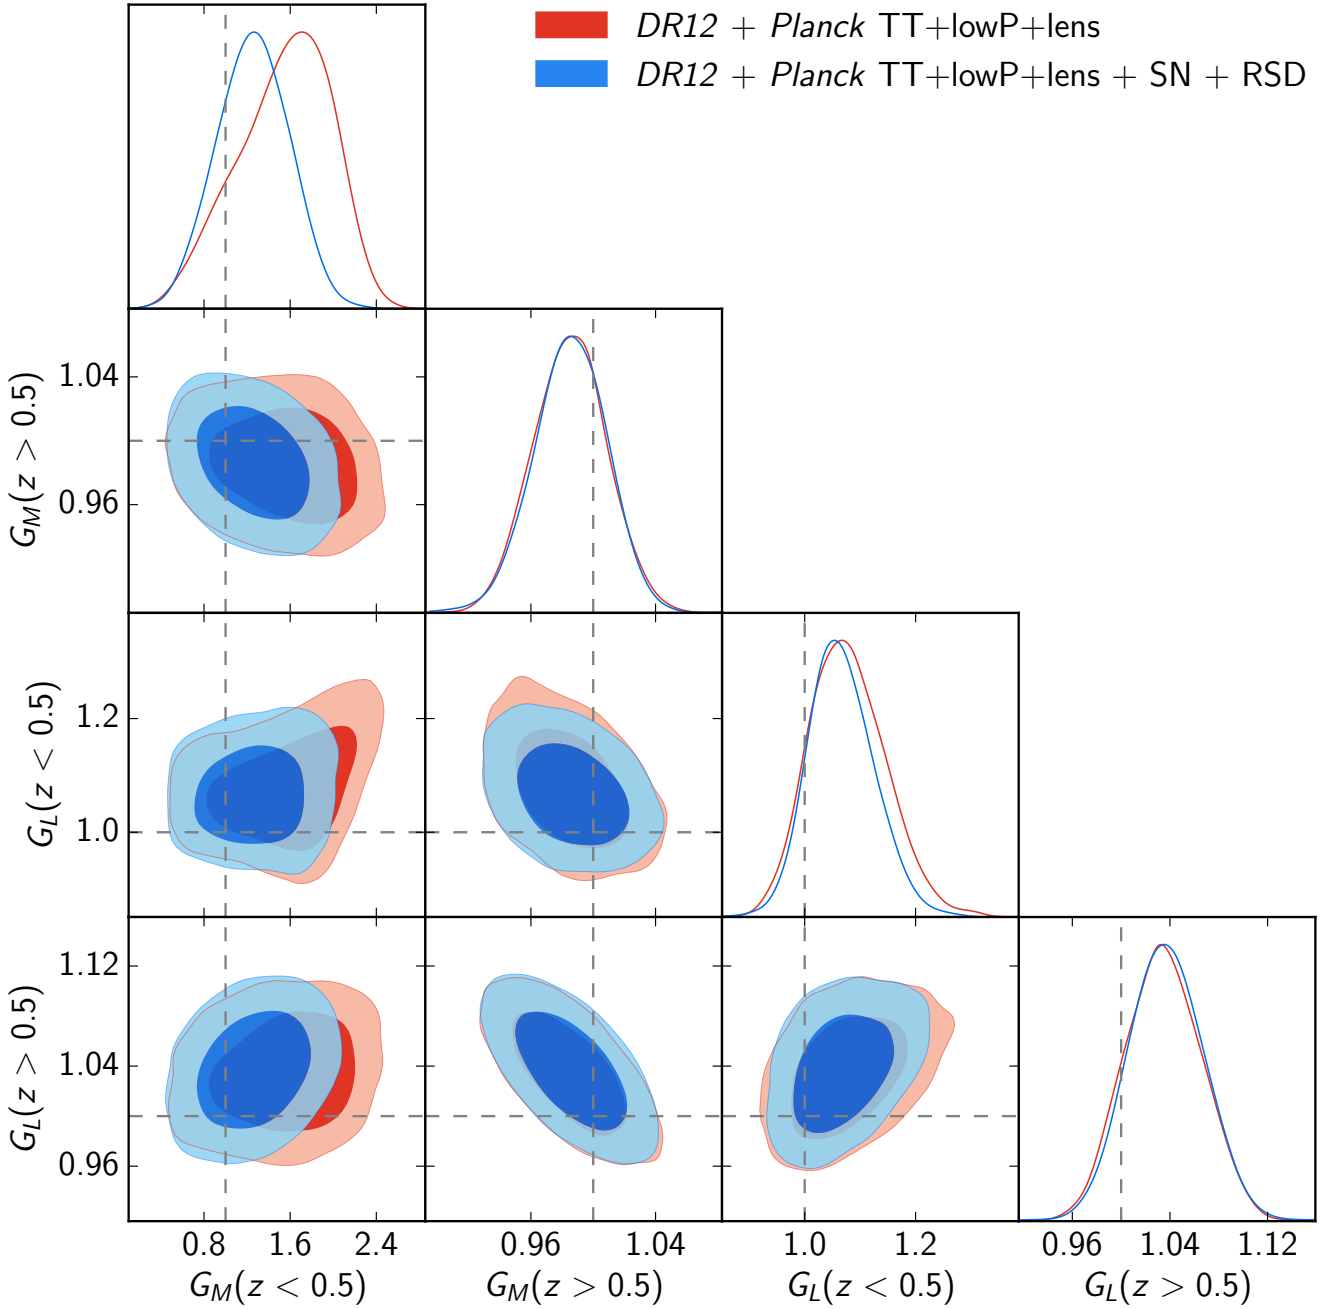 DR12 + Planck TT+lowP+lens
DR12 + Planck TT+lowP+lens + SN + RSD
1.04
0.96
G_M(z > 0.5)
1.2
1.0
G_L(z < 0.5)
1.12
1.04
0.96
G_L(z > 0.5)
0.8 1.6 2.4 0.96 1.04 1.0 1.2 0.96 1.04 1.12
G_M(z < 0.5) G_M(z > 0.5) G_L(z < 0.5) G_L(z > 0.5)